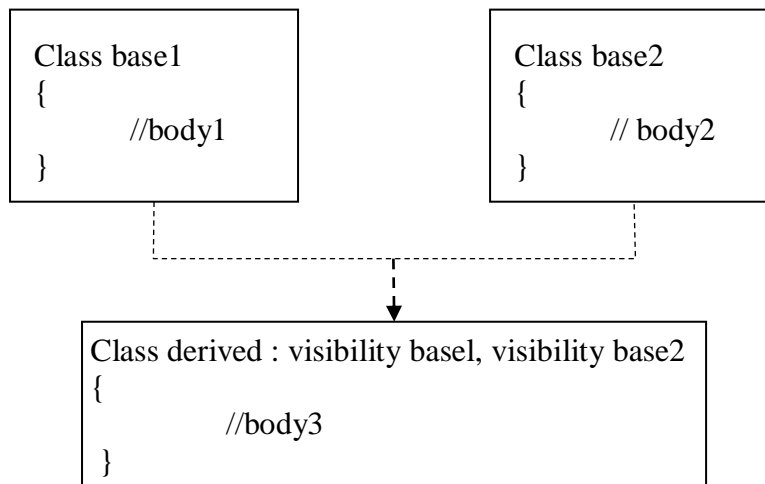 Class base1
{
//body1
}
Class base2
{
// body2
}
Class derived : visibility basel, visibility base2
{
//body3
}